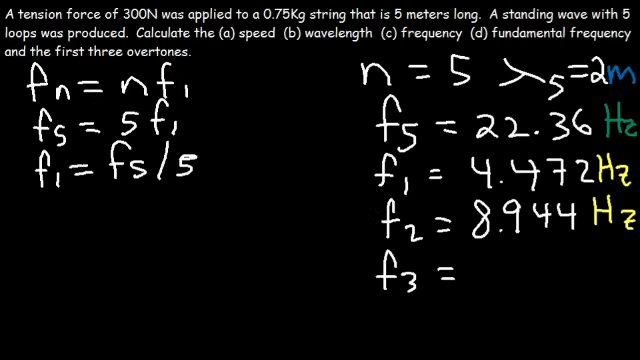 A tension force of 300N was applied to a 0.75Kg string that is 5 meters long. A standing wave with 5
loops was produced. Calculate the (a) speed (b) wavelength (c) frequency (d) fundamental frequency
and the first three overtones.
fn = nf1
f5 = 5f1
f1 = f5/5
n = 5 λ5 = 2m
f5 = 22.36 Hz
f1 = 4.472 Hz
f2 = 8.944 Hz
f3 =